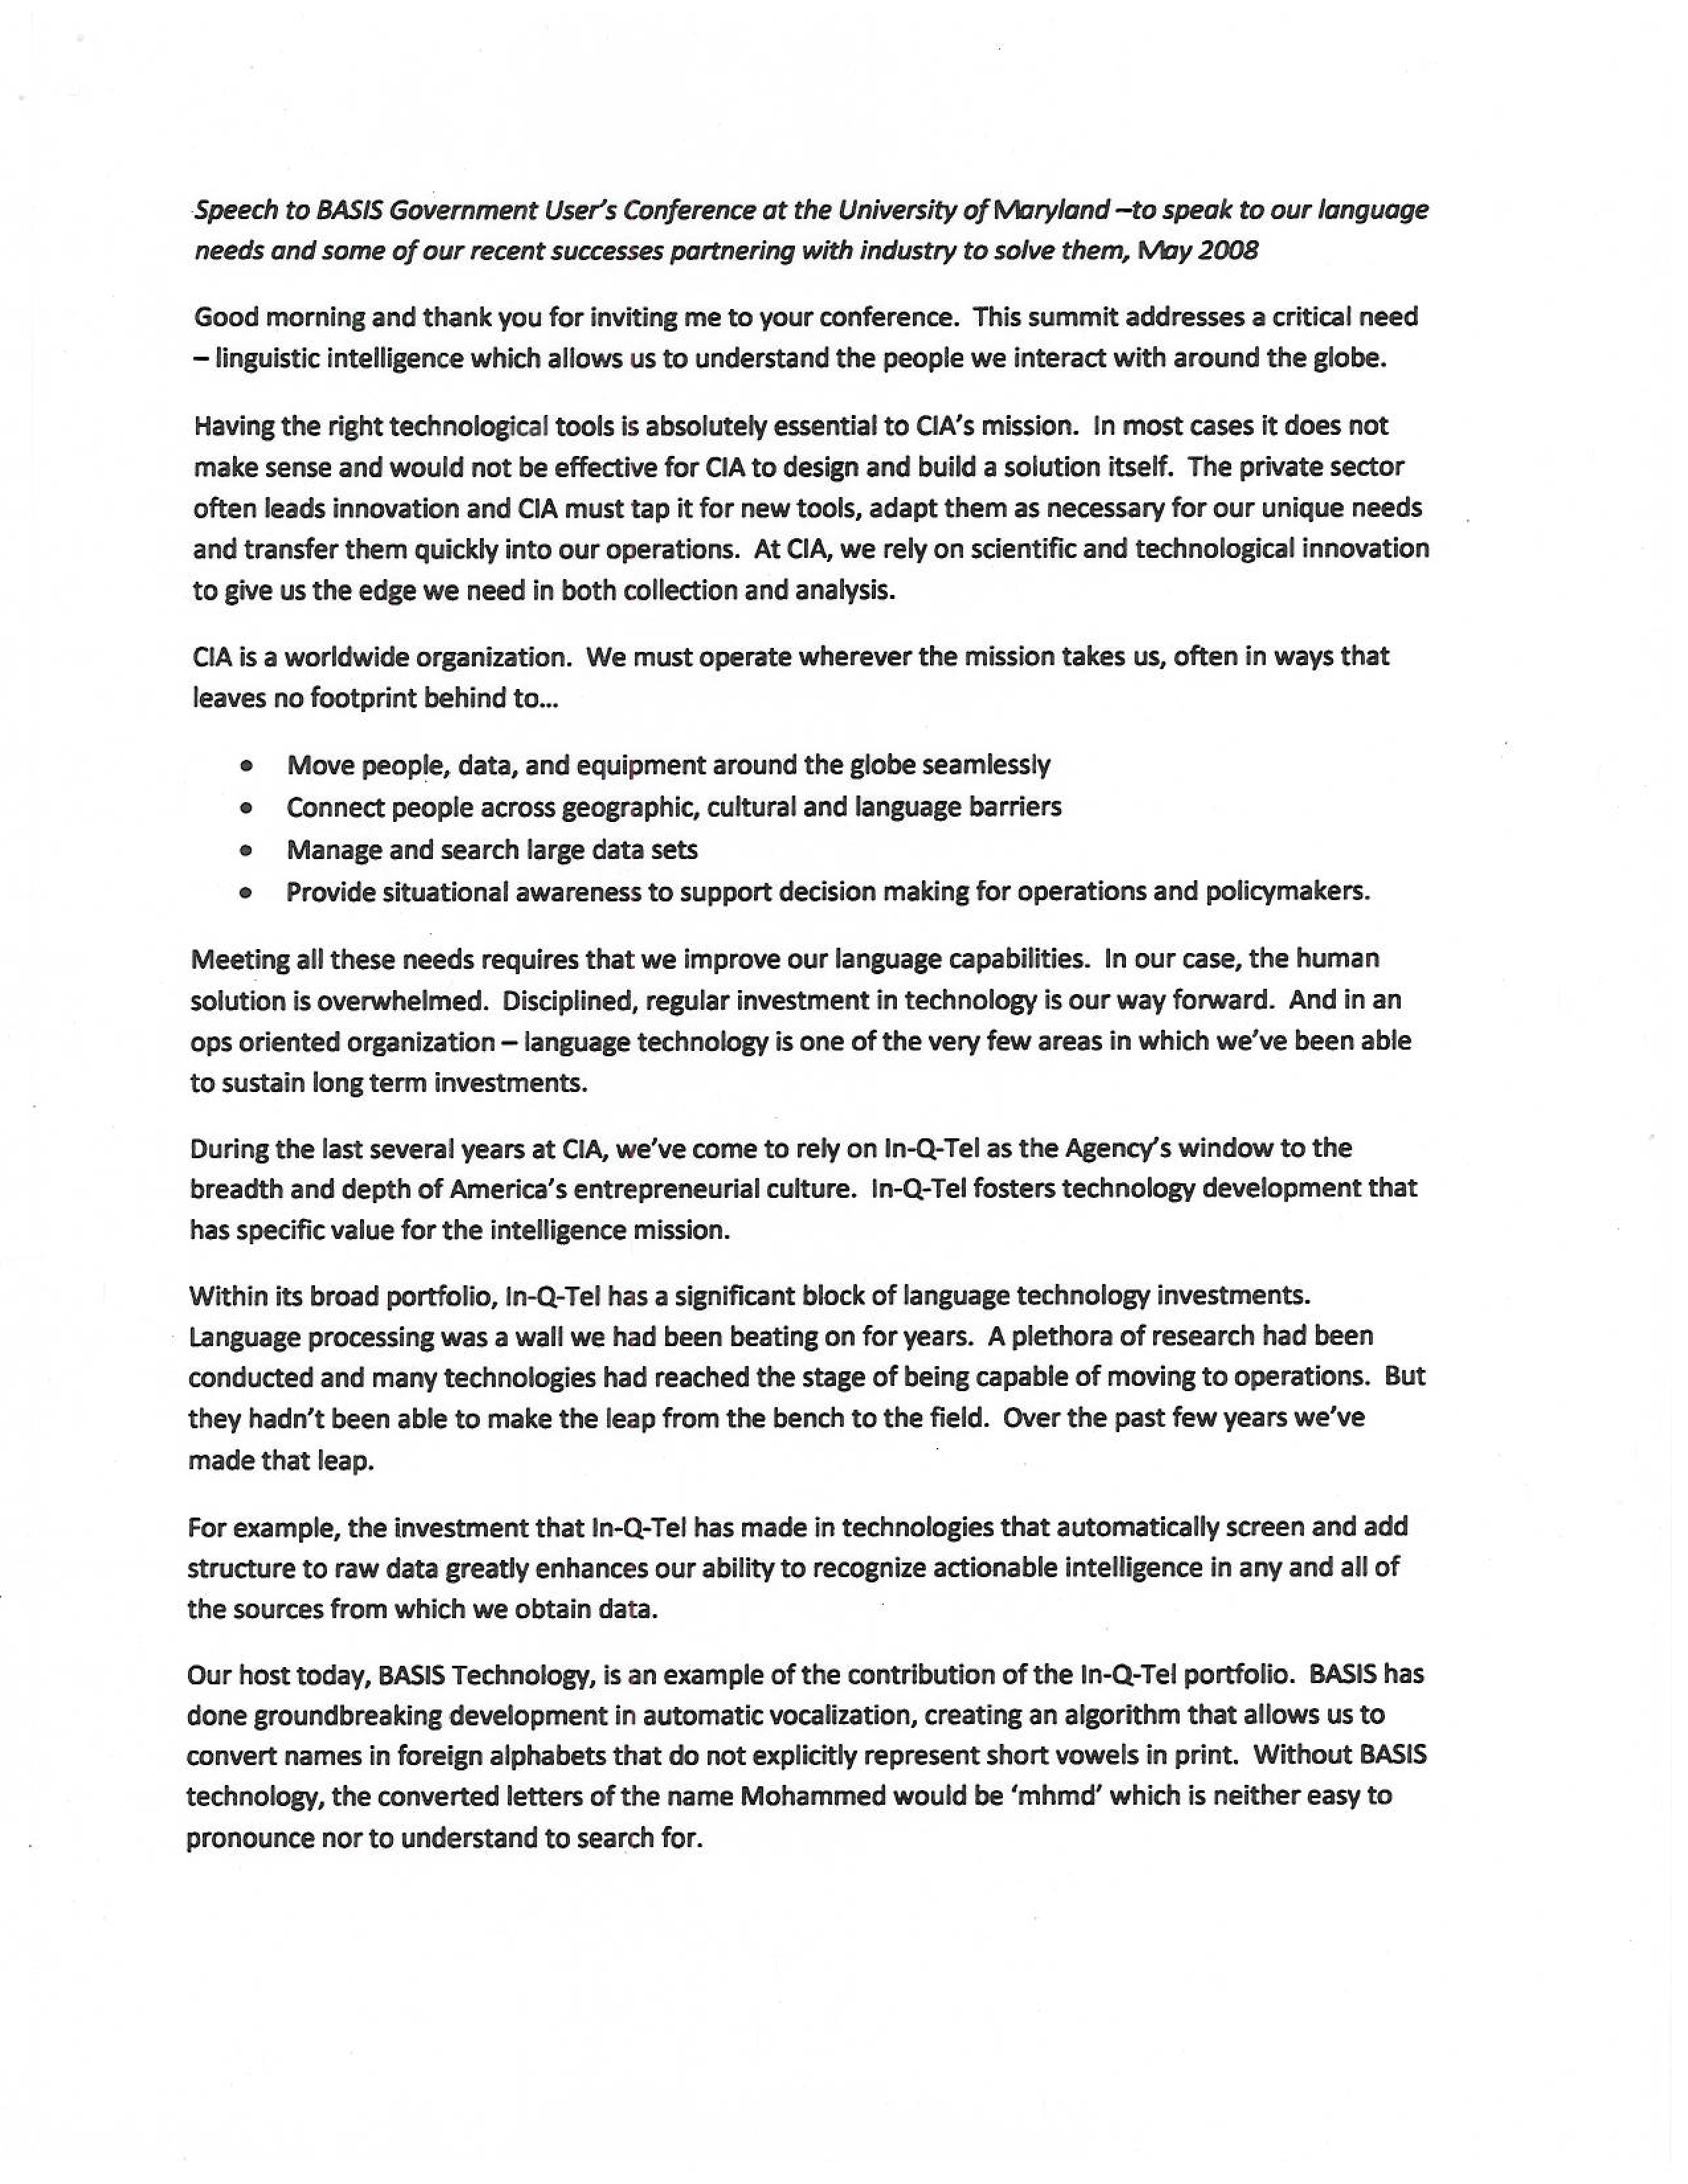 Speech to BASIS Government User's Conference at the University of Maryland –to speak to our language
needs and some of our recent successes partnering with industry to solve them, May 2008
Good morning and thank you for inviting me to your conference. This summit addresses a critical need
– linguistic intelligence which allows us to understand the people we interact with around the globe.
Having the right technological tools is absolutely essential to CIA's mission. In most cases it does not
make sense and would not be effective for CIA to design and build a solution itself. The private sector
often leads innovation and CIA must tap it for new tools, adapt them as necessary for our unique needs
and transfer them quickly into our operations. At CIA, we rely on scientific and technological innovation
to give us the edge we need in both collection and analysis.
CIA is a worldwide organization. We must operate wherever the mission takes us, often in ways that
leaves no footprint behind to...
• Move people, data, and equipment around the globe seamlessly
• Connect people across geographic, cultural and language barriers
• Manage and search large data sets
• Provide situational awareness to support decision making for operations and policymakers.
Meeting all these needs requires that we improve our language capabilities. In our case, the human
solution is overwhelmed. Disciplined, regular investment in technology is our way forward. And in an
ops oriented organization – language technology is one of the very few areas in which we've been able
to sustain long term investments.
During the last several years at CIA, we've come to rely on In-Q-Tel as the Agency's window to the
breadth and depth of America's entrepreneurial culture. In-Q-Tel fosters technology development that
has specific value for the intelligence mission.
Within its broad portfolio, In-Q-Tel has a significant block of language technology investments.
Language processing was a wall we had been beating on for years. A plethora of research had been
conducted and many technologies had reached the stage of being capable of moving to operations. But
they hadn't been able to make the leap from the bench to the field. Over the past few years we've
made that leap.
For example, the investment that In-Q-Tel has made in technologies that automatically screen and add
structure to raw data greatly enhances our ability to recognize actionable intelligence in any and all of
the sources from which we obtain data.
Our host today, BASIS Technology, is an example of the contribution of the In-Q-Tel portfolio. BASIS has
done groundbreaking development in automatic vocalization, creating an algorithm that allows us to
convert names in foreign alphabets that do not explicitly represent short vowels in print. Without BASIS
technology, the converted letters of the name Mohammed would be 'mhmd' which is neither easy to
pronounce nor to understand to search for.